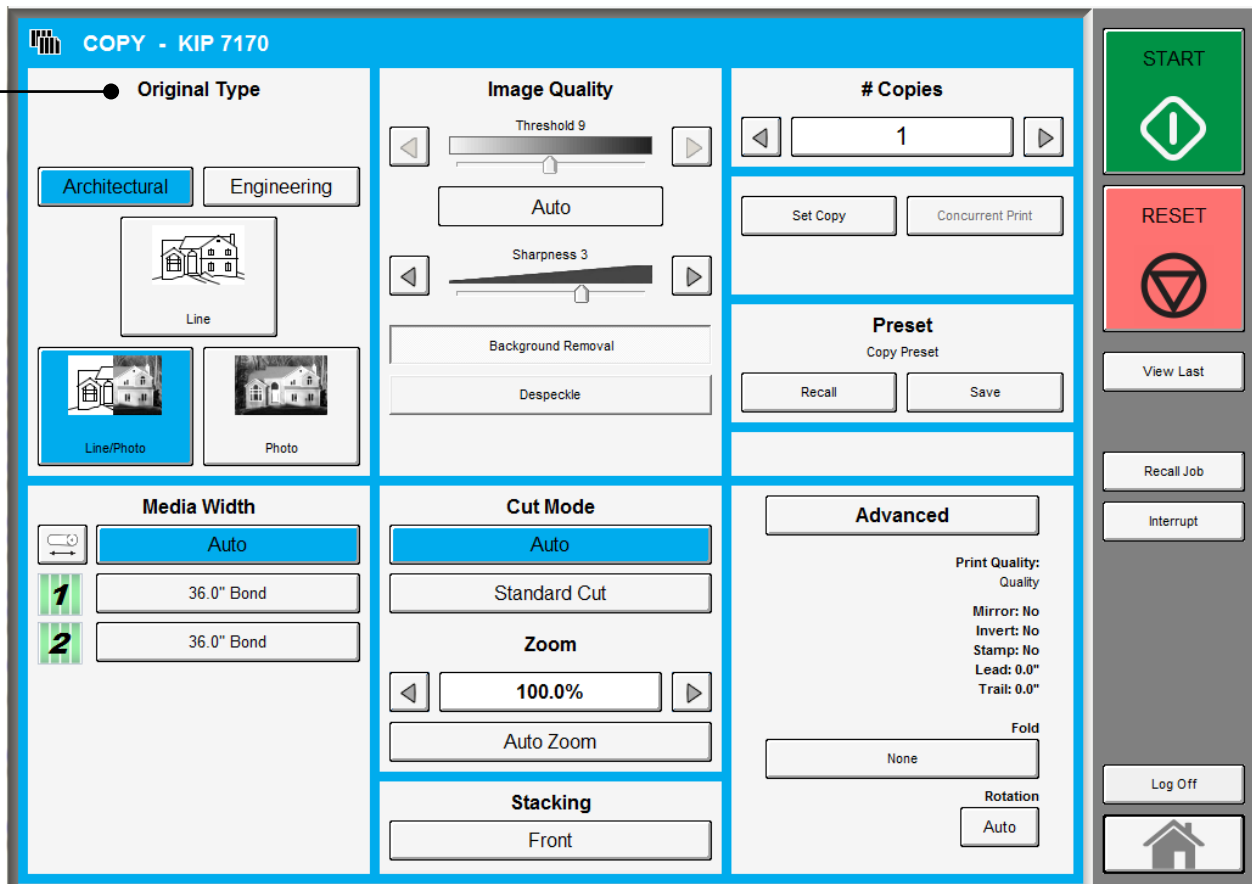 COPY - KIP 7170
Original Type
Architectural
Engineering
Line
Line/Photo
Photo
Image Quality
Threshold 9
Auto
Sharpness 3
Background Removal
Despeckle
# Copies
1
Set Copy
Concurrent Print
Preset
Copy Preset
Recall
Save
Media Width
Auto
1
36.0" Bond
2
36.0" Bond
Cut Mode
Auto
Standard Cut
Zoom
100.0%
Auto Zoom
Stacking
Front
Advanced
Print Quality:
Quality
Mirror: No
Invert: No
Stamp: No
Lead: 0.0"
Trail: 0.0"
Fold
None
Rotation
Auto
START
RESET
View Last
Recall Job
Interrupt
Log Off